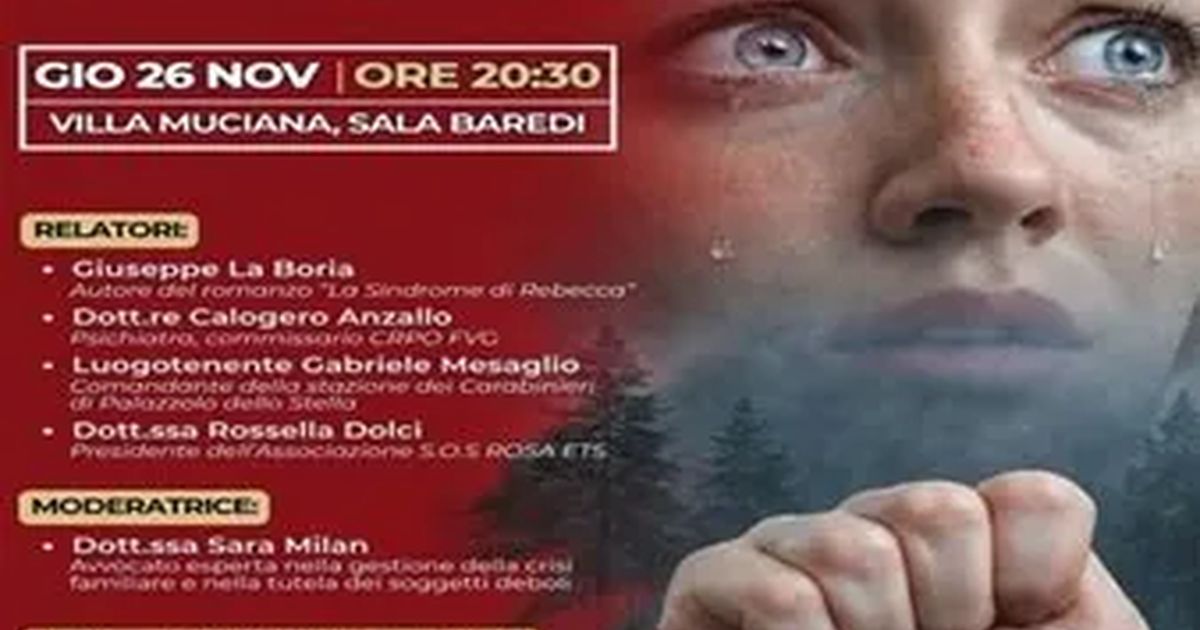 GIO 26 NOV | ORE 20:30
VILLA MUCIANA, SALA BAREDI
RELATORI:
• Giuseppe La Boria
Autore del romanzo "La Sindrome di Rebecca"
• Dott.re Calogero Anzallo
Psichiatra, commissario CRPO FVG
• Luogotenente Gabriele Mesaglio
Comandante della stazione dei Carabinieri
di Palazzolo dello Stella
• Dott.ssa Rossella Dolci
Presidente dell'Associazione S.O.S ROSA ETS
MODERATRICE:
• Dott.ssa Sara Milan
Avvocato esperta nella gestione della crisi
familiare e nella tutela dei soggetti deboli